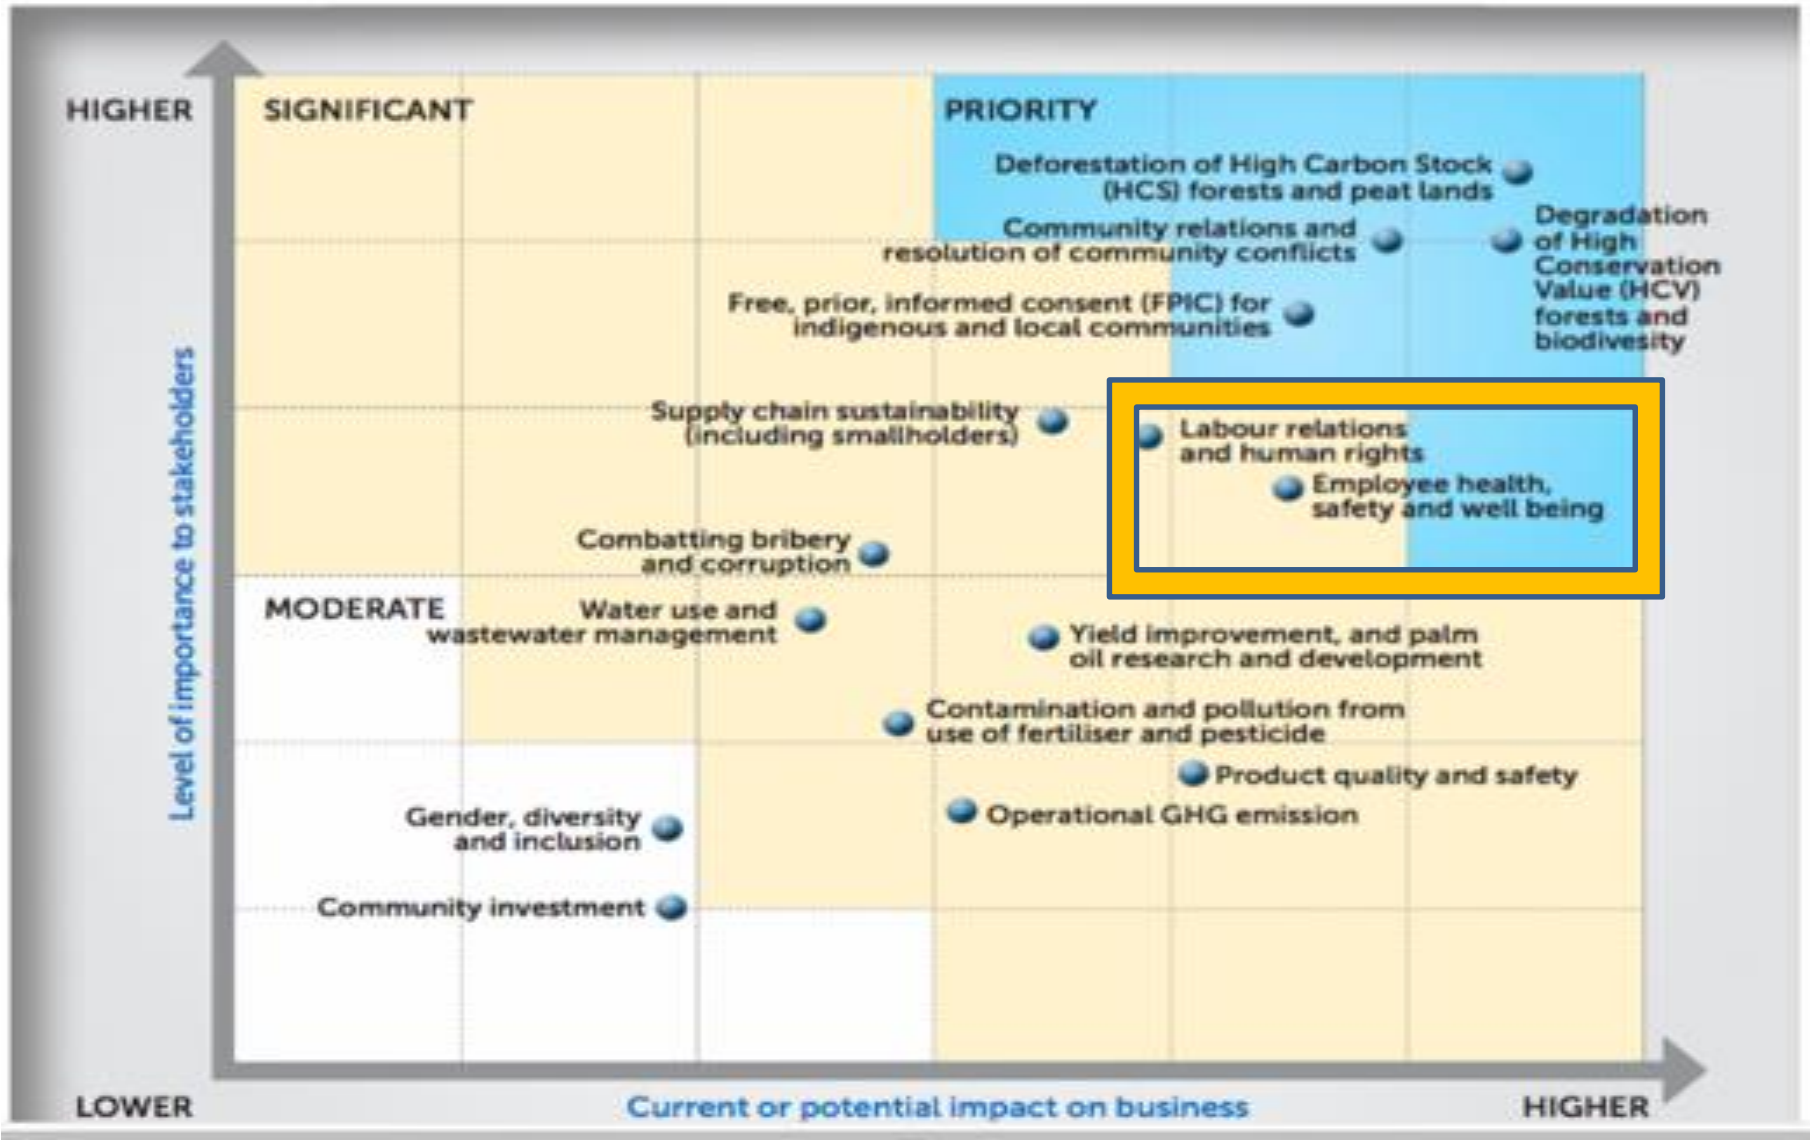 HIGHER
SIGNIFICANT
PRIORITY
Deforestation of High Carbon Stock
(HCS) forests and peat lands
Degradation
of High
Conservation
Value (HCV)
forests and
biodivesity
Community relations and
resolution of community conflicts
Free, prior, informed consent (FPIC) for
indigenous and local communities
Supply chain sustainability
(including smallholders)
Labour relations
and human rights
Employee health,
safety and well being
Combatting bribery
and corruption
MODERATE
Water use and
wastewater management
Yield improvement, and palm
oil research and development
Contamination and pollution from
use of fertiliser and pesticide
Product quality and safety
Gender, diversity
and inclusion
Operational GHG emission
Community investment
Level of importance to stakeholders
LOWER
Current or potential impact on business
HIGHER